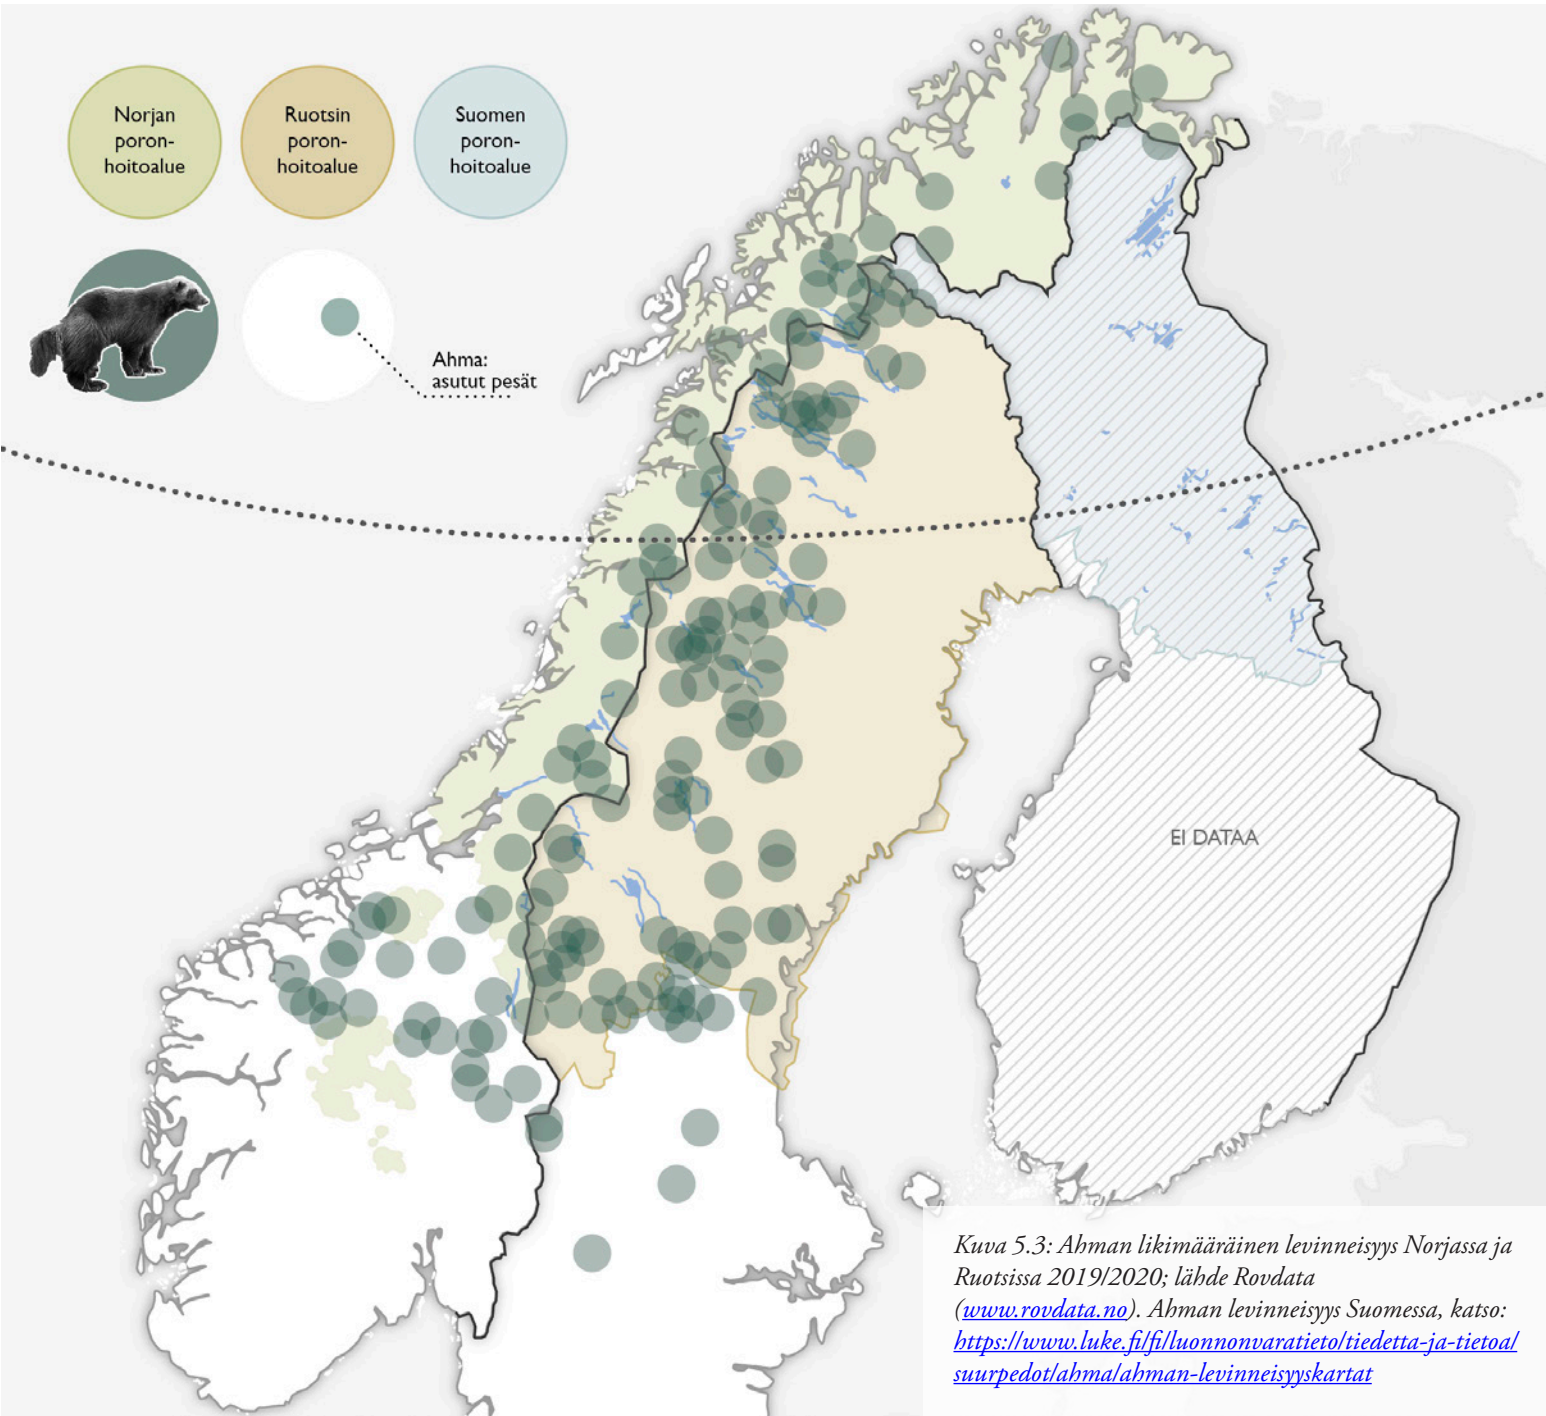 Norjan
poron-
hoitoalue
Ruotsin
poron-
hoitoalue
Suomen
poron-
hoitoalue
Ahma:
asutut pesät
EI DATAA
Kuva 5.3: Ahman likimääräinen levinneisyys Norjassa ja
Ruotsissa 2019/2020; lähde Rovdata
(www.rovdata.no). Ahman levinneisyys Suomessa, katso:
https://www.luke.fi/fi/luonnonvaratieto/tiedetta-ja-tietoa/
suurpedot/ahma/ahman-levinneisyyskartat